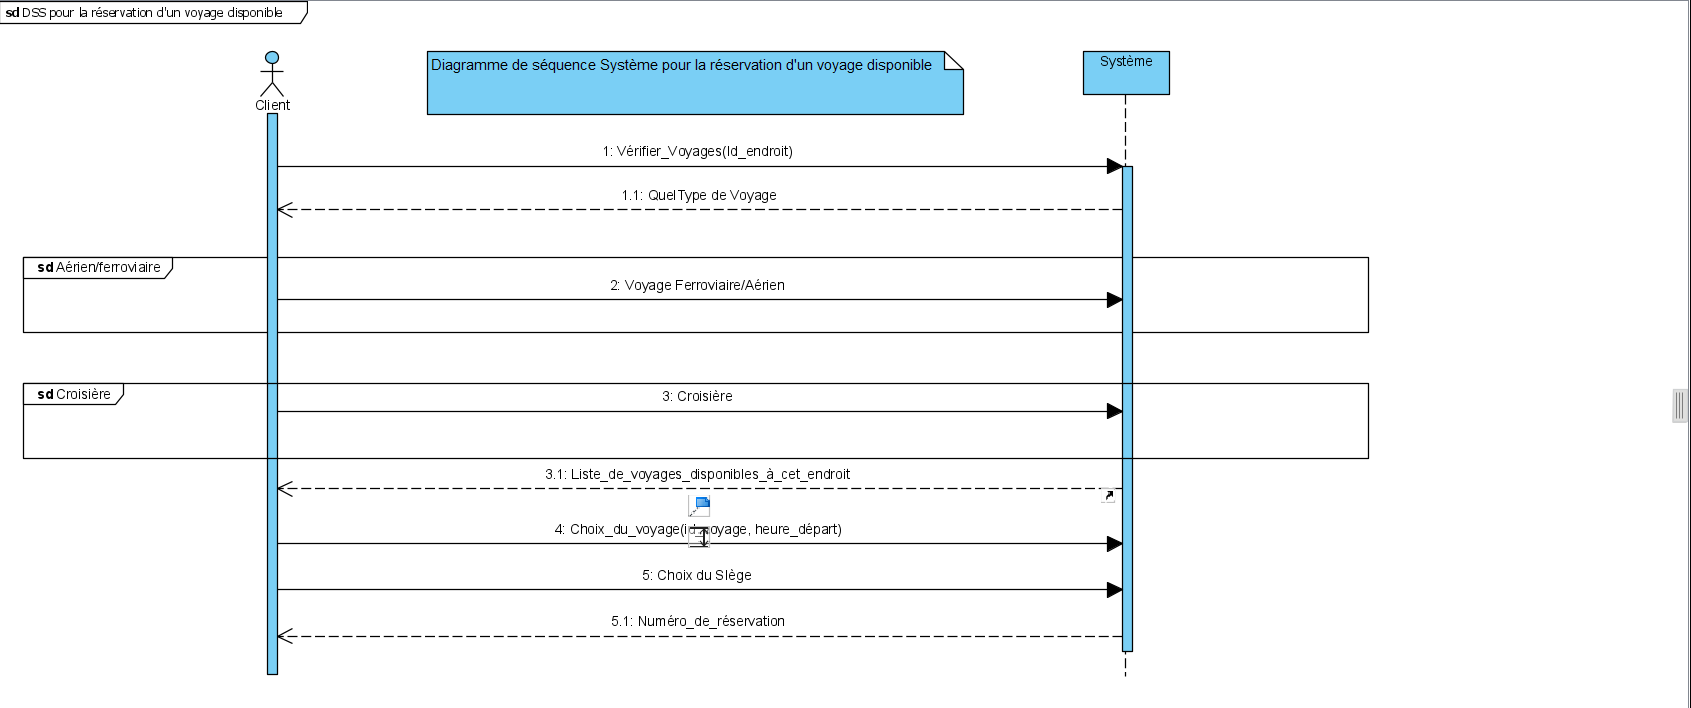 sd DSS pour la réservation d'un voyage disponible
Client
Diagramme de séquence Système pour la réservation d'un voyage disponible
Système
1: Vérifier_Voyages(Id_endroit)
1.1: Quel Type de Voyage
sd Aérien/ferroviaire
2: Voyage Ferroviaire/Aérien
sd Croisière
3: Croisière
3.1: Liste_de_voyages_disponibles_à_cet_endroit
4: Choix_du_voyage(id_voyage, heure_départ)
5: Choix du SIège
5.1: Numéro_de_réservation